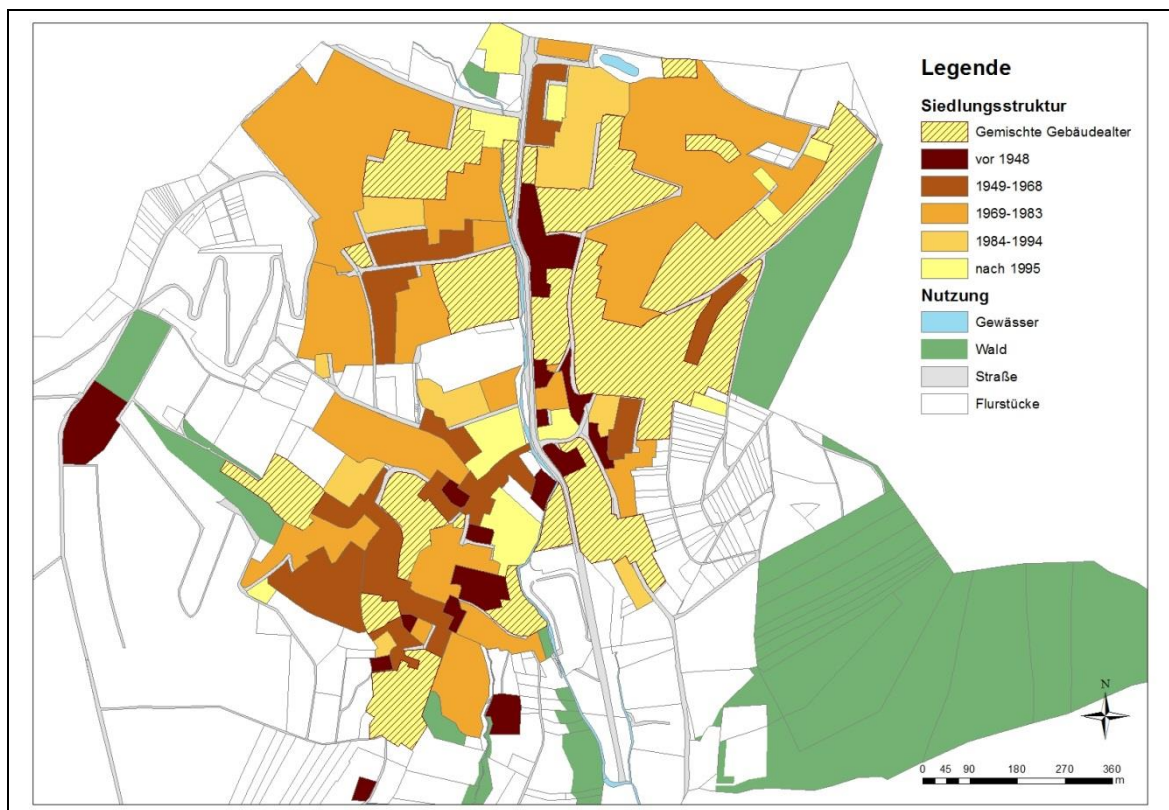 Legende
Siedlungsstruktur
Gemischte Gebäudealter
vor 1948
1949-1968
1969-1983
1984-1994
nach 1995
Nutzung
Gewässer
Wald
Straße
Flurstücke
N
0 45 90 180 270 360
m